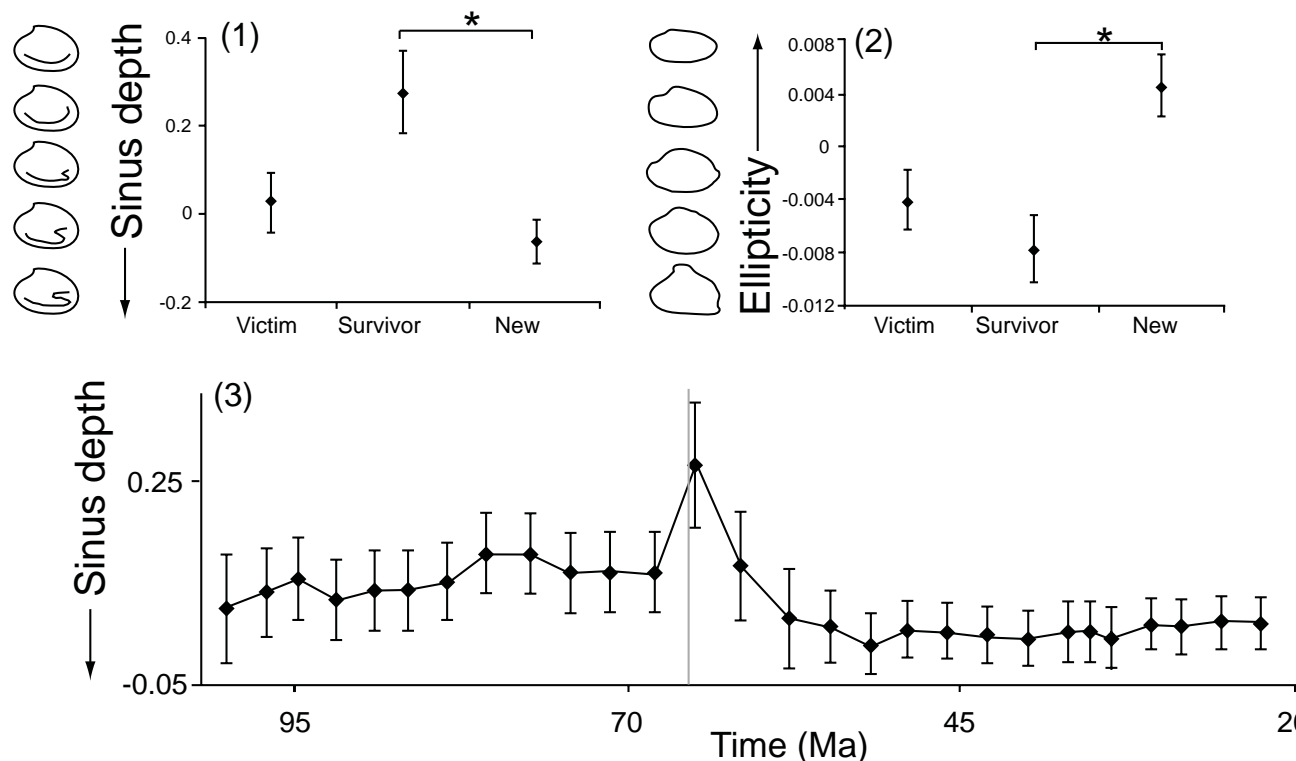 (1)
*
Sinus depth
0.4
0.2
0
-0.2
Victim Survivor New
(2)
*
Ellipticity
0.008
0.004
0
-0.004
-0.008
-0.012
Victim Survivor New
(3)
Sinus depth
0.25
-0.05
95 70 45 20
Time (Ma)